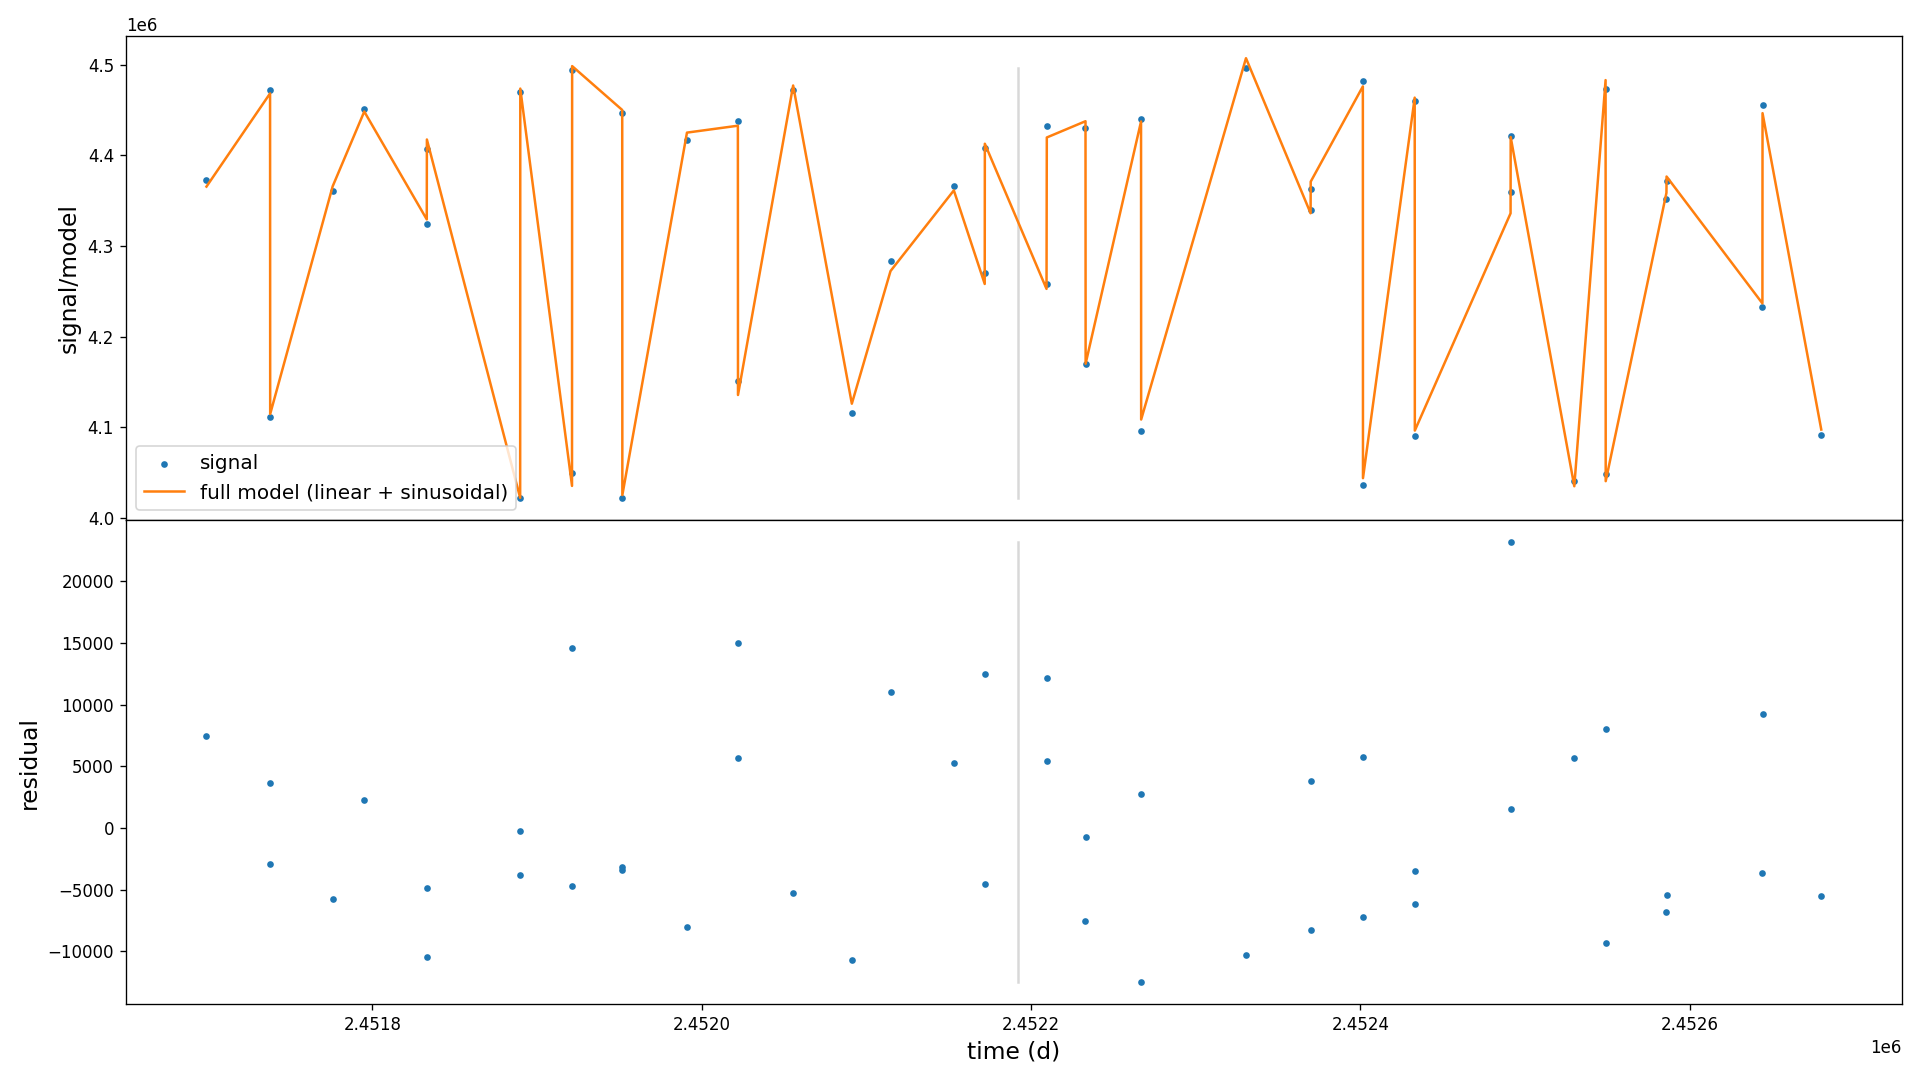 1e6
4.5
4.4
4.3
4.2
4.1
4.0
signal/model
signal
full model (linear + sinusoidal)
20000
15000
10000
5000
0
−5000
−10000
residual
2.4518
2.4520
2.4522
2.4524
2.4526
1e6
time (d)